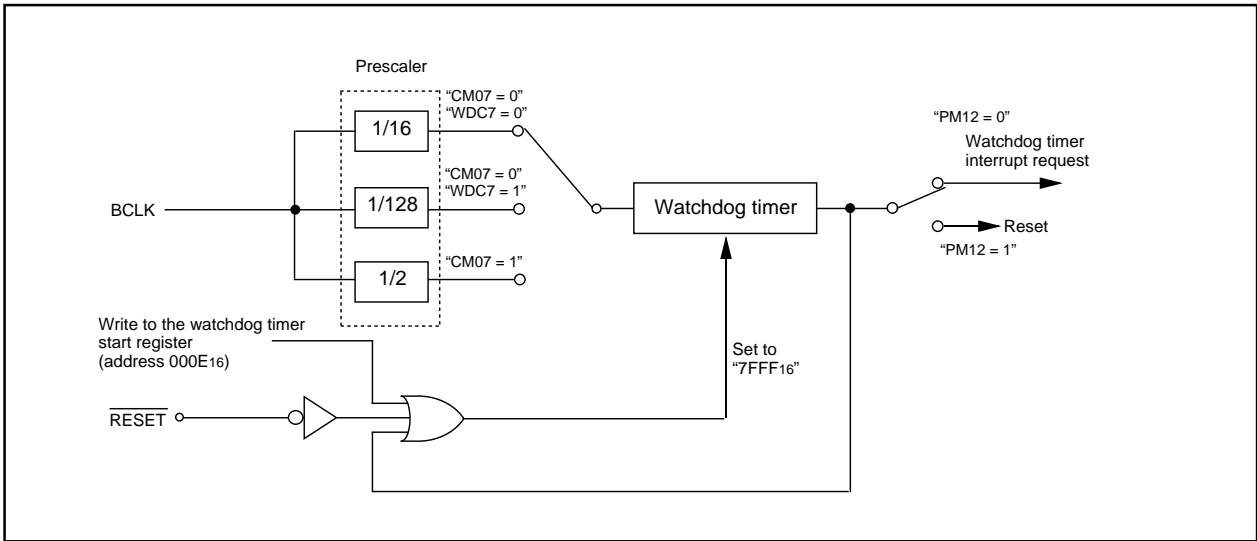 Prescaler
“CM07 = 0”
“WDC7 = 0”
1/16
“PM12 = 0”
Watchdog timer
interrupt request
“CM07 = 0”
“WDC7 = 1”
BCLK
1/128
Watchdog timer
Reset
“PM12 = 1”
“CM07 = 1”
1/2
Write to the watchdog timer
start register
(address 000E16)
Set to
“7FFF16”
RESET